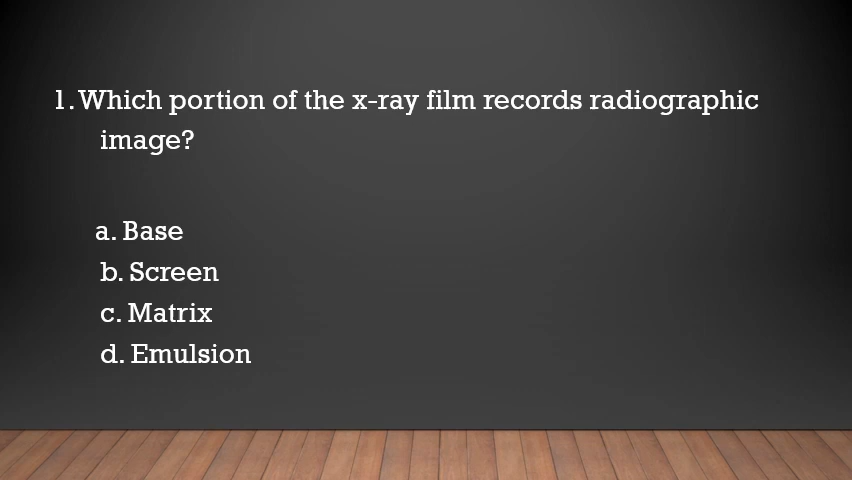 1. Which portion of the x-ray film records radiographic
image?
a. Base
b. Screen
c. Matrix
d. Emulsion